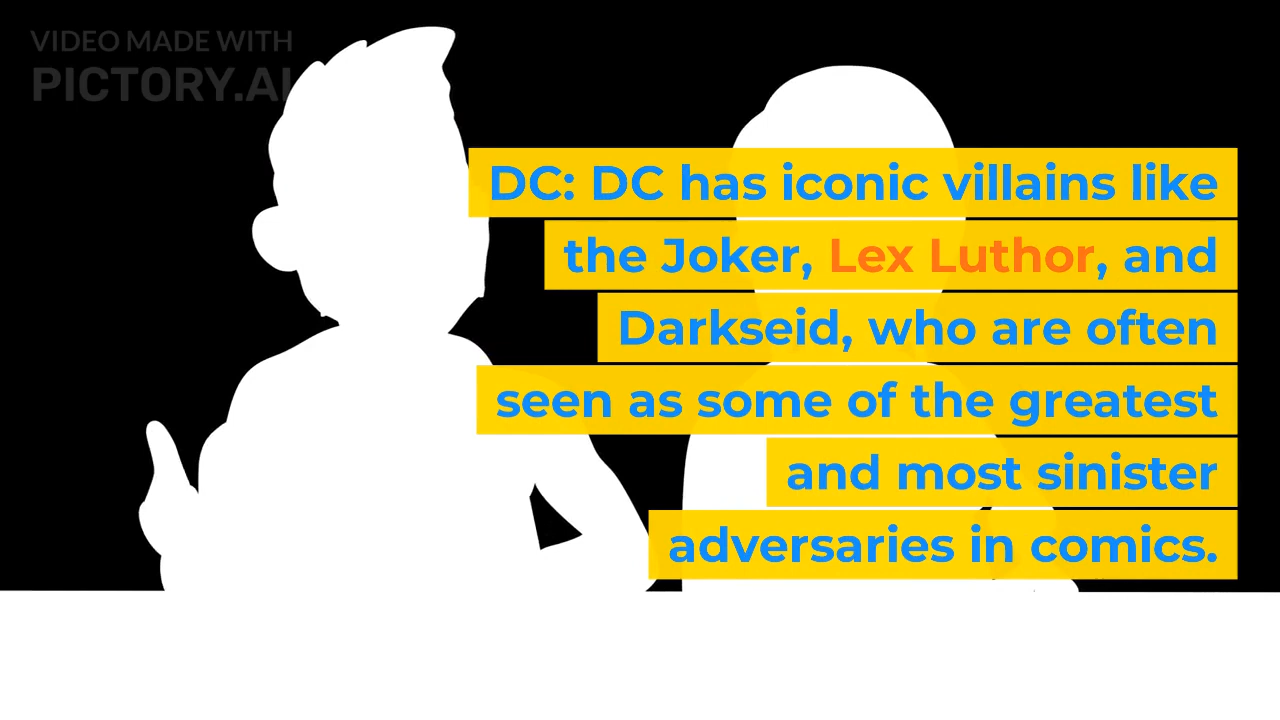 VIDEO MADE WITH
PICTORY.AI
DC: DC has iconic villains like
the Joker, Lex Luthor, and
Darkseid, who are often
seen as some of the greatest
and most sinister
adversaries in comics.